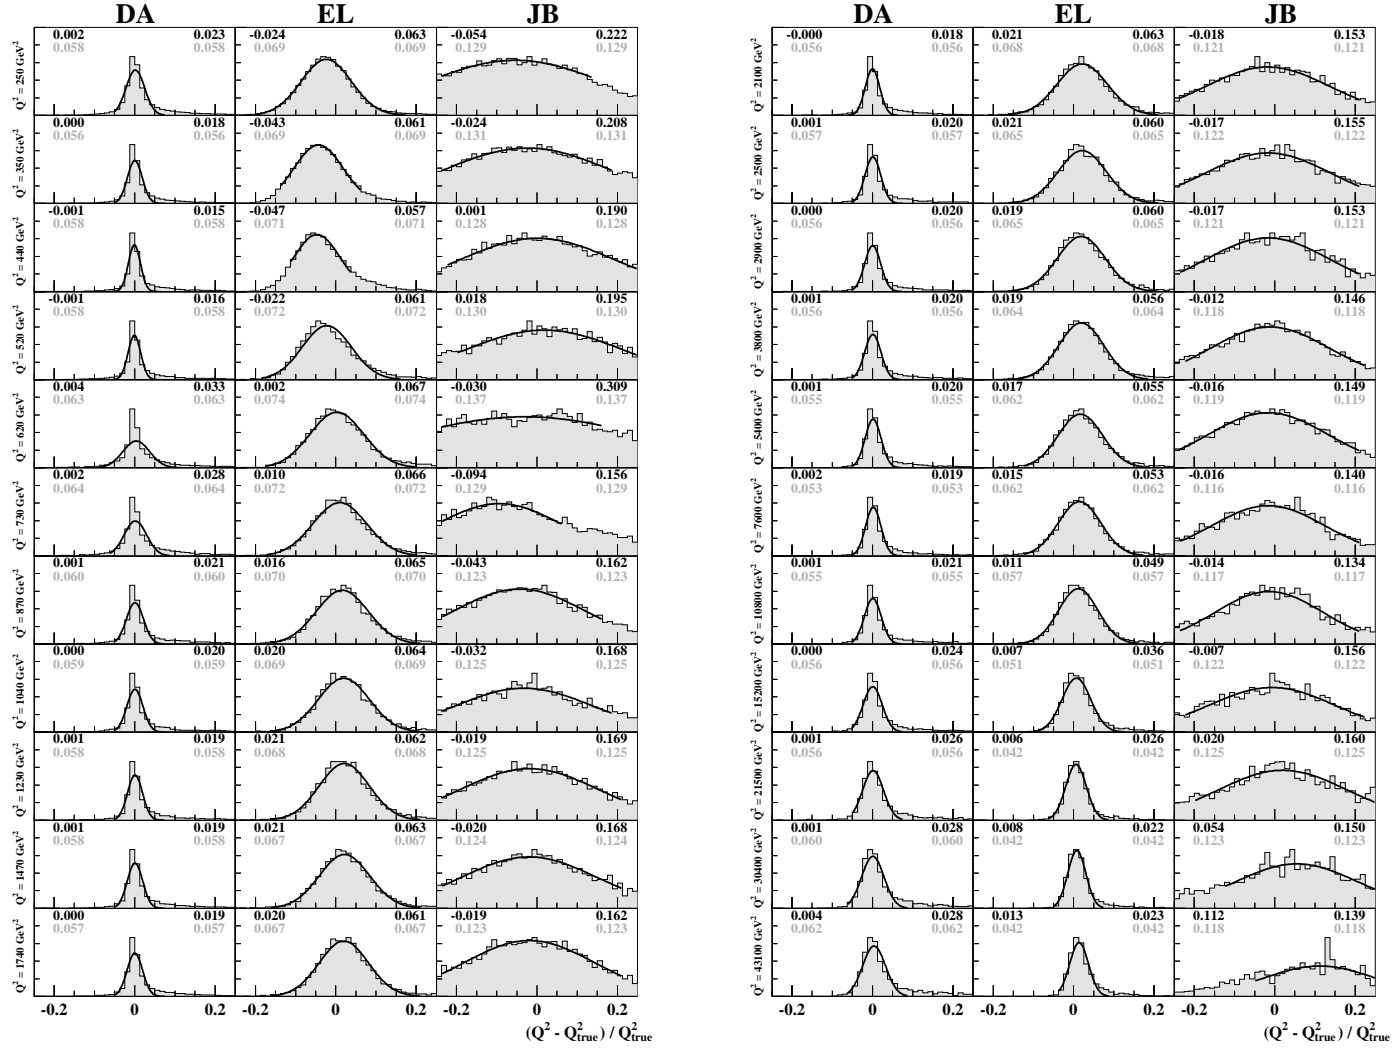 DA EL JB
0.002 0.023 -0.024 0.063 -0.054 0.222
0.058 0.058 0.069 0.069 0.129 0.129
Q² = 250 GeV²
0.000 0.018 -0.043 0.061 -0.024 0.208
0.056 0.056 0.069 0.069 0.131 0.131
Q² = 350 GeV²
-0.001 0.015 -0.047 0.057 0.001 0.190
0.058 0.058 0.071 0.071 0.128 0.128
Q² = 440 GeV²
-0.001 0.016 -0.022 0.061 0.018 0.195
0.058 0.058 0.072 0.072 0.130 0.130
Q² = 520 GeV²
0.004 0.033 0.002 0.067 -0.030 0.309
0.063 0.063 0.074 0.074 0.137 0.137
Q² = 620 GeV²
0.002 0.028 0.010 0.066 -0.094 0.156
0.064 0.064 0.072 0.072 0.129 0.129
Q² = 730 GeV²
0.001 0.021 0.016 0.065 -0.043 0.162
0.060 0.060 0.070 0.070 0.123 0.123
Q² = 870 GeV²
0.000 0.020 0.020 0.064 -0.032 0.168
0.059 0.059 0.069 0.069 0.125 0.125
Q² = 1040 GeV²
0.001 0.019 0.021 0.062 -0.019 0.169
0.058 0.058 0.068 0.068 0.125 0.125
Q² = 1230 GeV²
0.001 0.019 0.021 0.063 -0.020 0.168
0.058 0.058 0.067 0.067 0.124 0.124
Q² = 1470 GeV²
0.000 0.019 0.020 0.061 -0.019 0.162
0.057 0.057 0.067 0.067 0.123 0.123
Q² = 1740 GeV²
-0.2 0 0.2 -0.2 0 0.2 -0.2 0 0.2
(Q² - Q²true) / Q²true
DA EL JB
-0.000 0.018 0.021 0.063 -0.018 0.153
0.056 0.056 0.068 0.068 0.121 0.121
Q² = 2100 GeV²
0.001 0.020 0.021 0.060 -0.017 0.155
0.057 0.057 0.065 0.065 0.122 0.122
Q² = 2500 GeV²
0.000 0.020 0.019 0.060 -0.017 0.153
0.056 0.056 0.065 0.065 0.121 0.121
Q² = 2900 GeV²
0.001 0.020 0.019 0.056 -0.012 0.146
0.056 0.056 0.064 0.064 0.118 0.118
Q² = 3800 GeV²
0.001 0.020 0.017 0.055 -0.016 0.149
0.055 0.055 0.062 0.062 0.119 0.119
Q² = 5400 GeV²
0.002 0.019 0.015 0.053 -0.016 0.140
0.053 0.053 0.062 0.062 0.116 0.116
Q² = 7600 GeV²
0.001 0.021 0.011 0.049 -0.014 0.134
0.055 0.055 0.057 0.057 0.117 0.117
Q² = 10800 GeV²
0.000 0.024 0.007 0.036 -0.007 0.156
0.056 0.056 0.051 0.051 0.122 0.122
Q² = 15200 GeV²
0.001 0.026 0.006 0.026 0.020 0.160
0.056 0.056 0.042 0.042 0.125 0.125
Q² = 21500 GeV²
0.001 0.028 0.008 0.022 0.054 0.150
0.060 0.060 0.042 0.042 0.123 0.123
Q² = 30400 GeV²
0.004 0.028 0.013 0.023 0.112 0.139
0.062 0.062 0.042 0.042 0.118 0.118
Q² = 43100 GeV²
-0.2 0 0.2 -0.2 0 0.2 -0.2 0 0.2
(Q² - Q²true) / Q²true